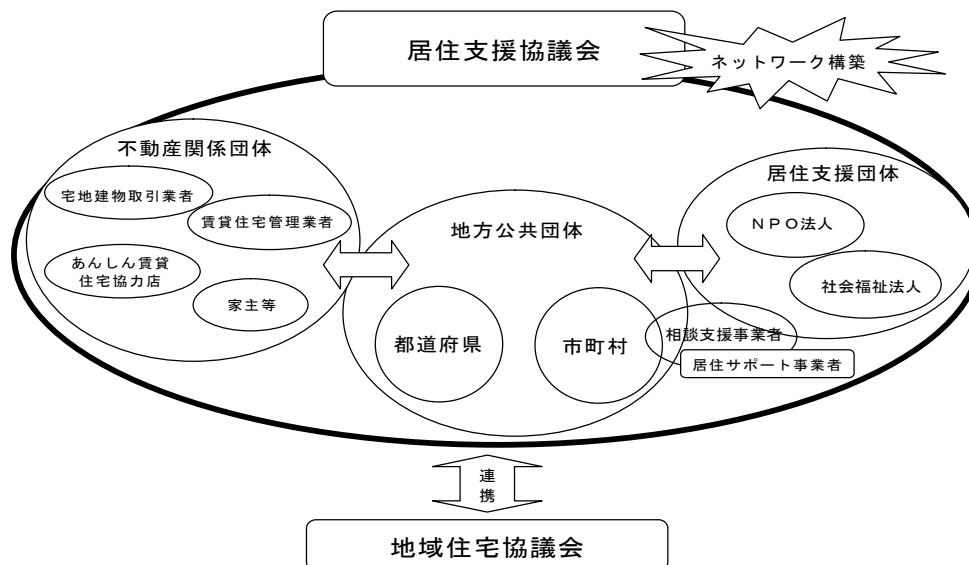 居住支援協議会
ネットワーク構築
不動産関係団体
宅地建物取引業者
賃貸住宅管理業者
あんしん賃貸
住宅協力店
家主等
地方公共団体
都道府県
市町村
居住支援団体
NPO法人
社会福祉法人
相談支援事業者
居住サポート事業者
連
携
地域住宅協議会